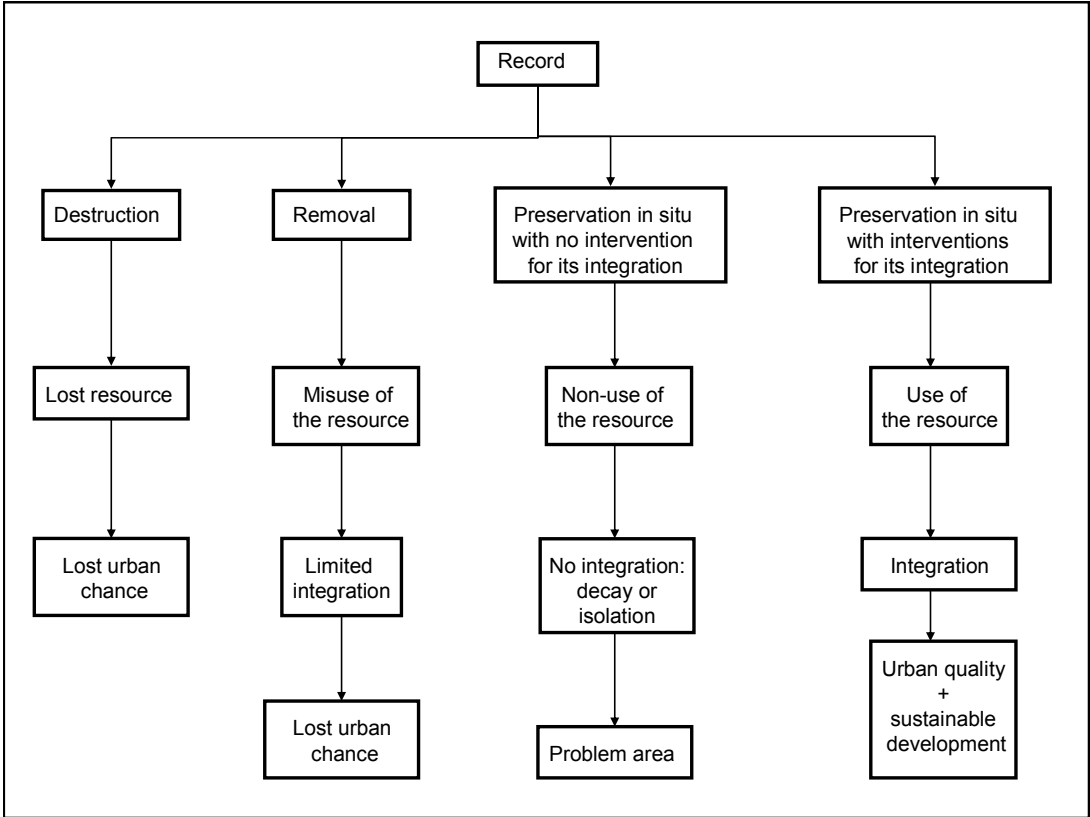 Record
Destruction
Removal
Preservation in situ
with no intervention
for its integration
Preservation in situ
with interventions
for its integration
Lost resource
Misuse of
the resource
Non-use of
the resource
Use of
the resource
Lost urban
chance
Limited
integration
No integration:
decay or
isolation
Integration
Lost urban
chance
Problem area
Urban quality
+
sustainable
development